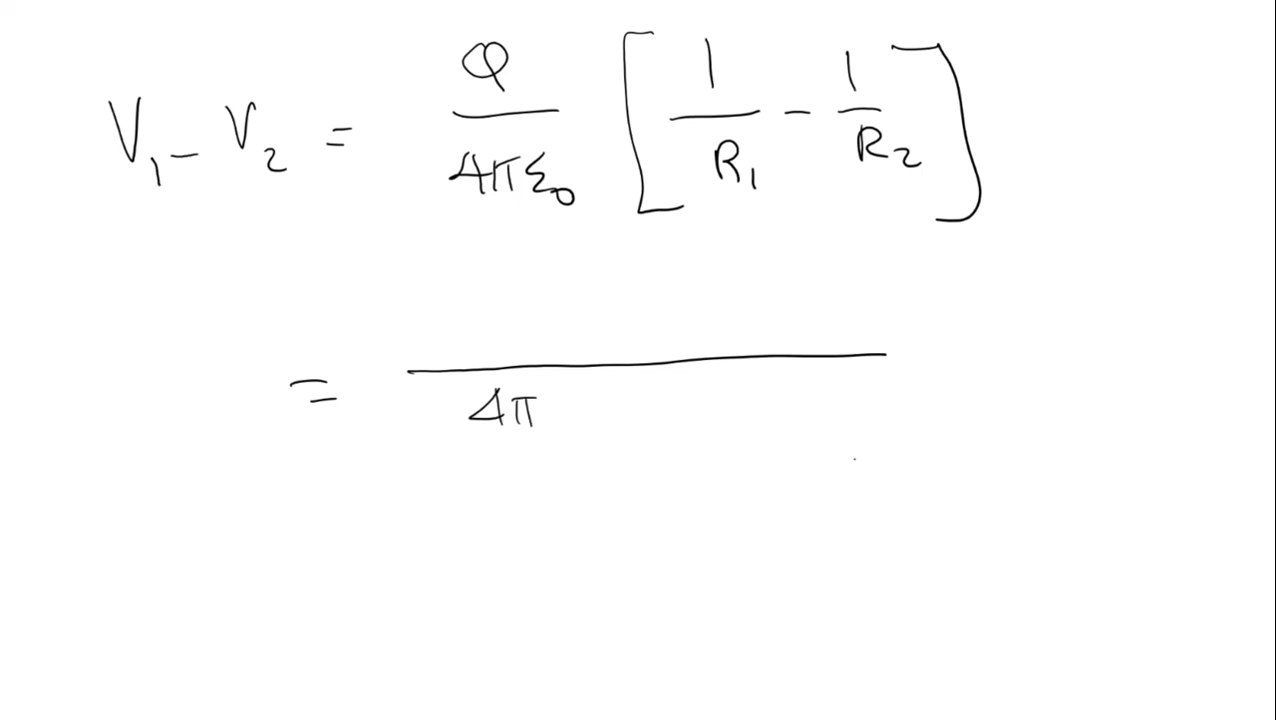 V₁ - V₂ = Q/(4πε₀) [1/R₁ - 1/R₂]
= ───/(4π)